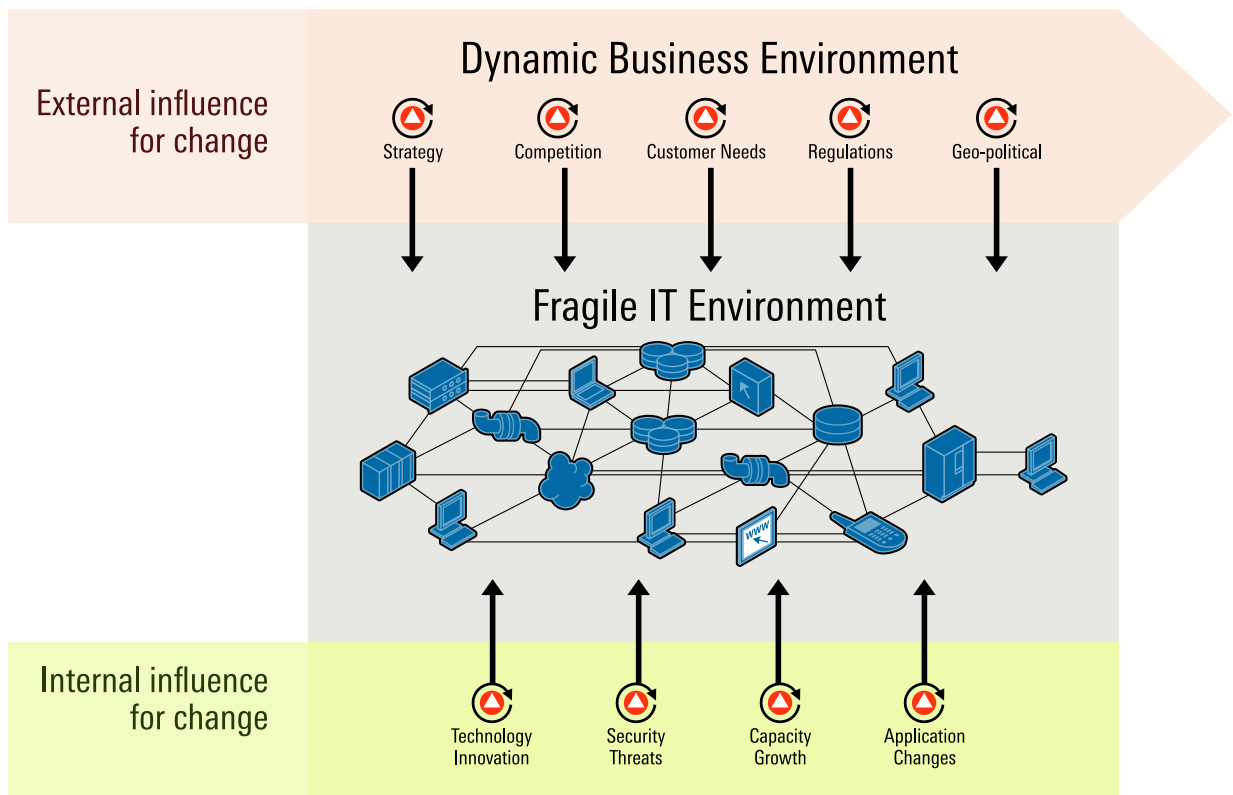 Dynamic Business Environment
External influence
for change
Strategy
Competition
Customer Needs
Regulations
Geo-political
Fragile IT Environment
WWW
Internal influence
for change
Technology
Innovation
Security
Threats
Capacity
Growth
Application
Changes